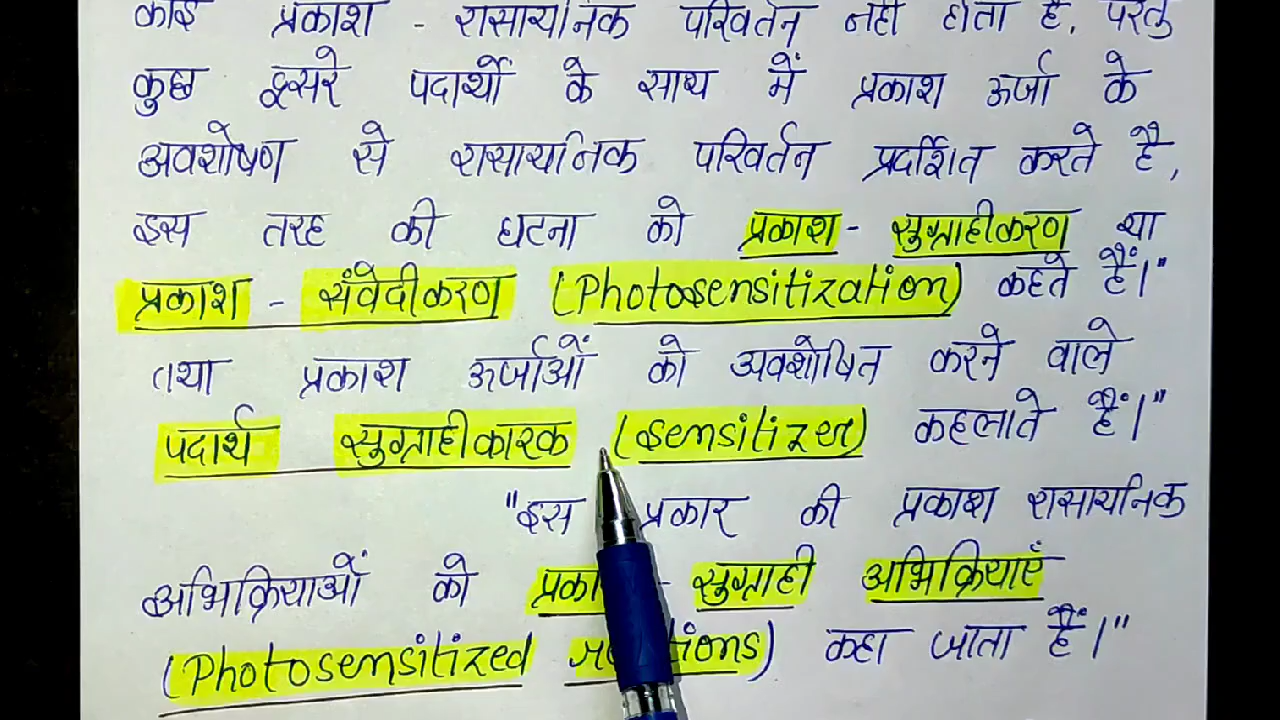 कोई प्रकाश - रासायनिक परिवर्तन नहीं होता है, परंतु
कुछ दूसरे पदार्थों के साथ में प्रकाश ऊर्जा के
अवशोषण से रासायनिक परिवर्तन प्रदर्शित करते है,
इस तरह की घटना को प्रकाश - सुग्राहीकरण या
प्रकाश - संवेदीकरण (Photosensitization) कहते हैं।"
तथा प्रकाश ऊर्जाओं को अवशोषित करने वाले
पदार्थ सुग्राहीकारक (Sensitizer) कहलाते हैं।"
"इस प्रकार की प्रकाश रासायनिक
अभिक्रियाओं को - सुग्राही अभिक्रियाएँ
(Photosensitized कहा जाता हैं।"